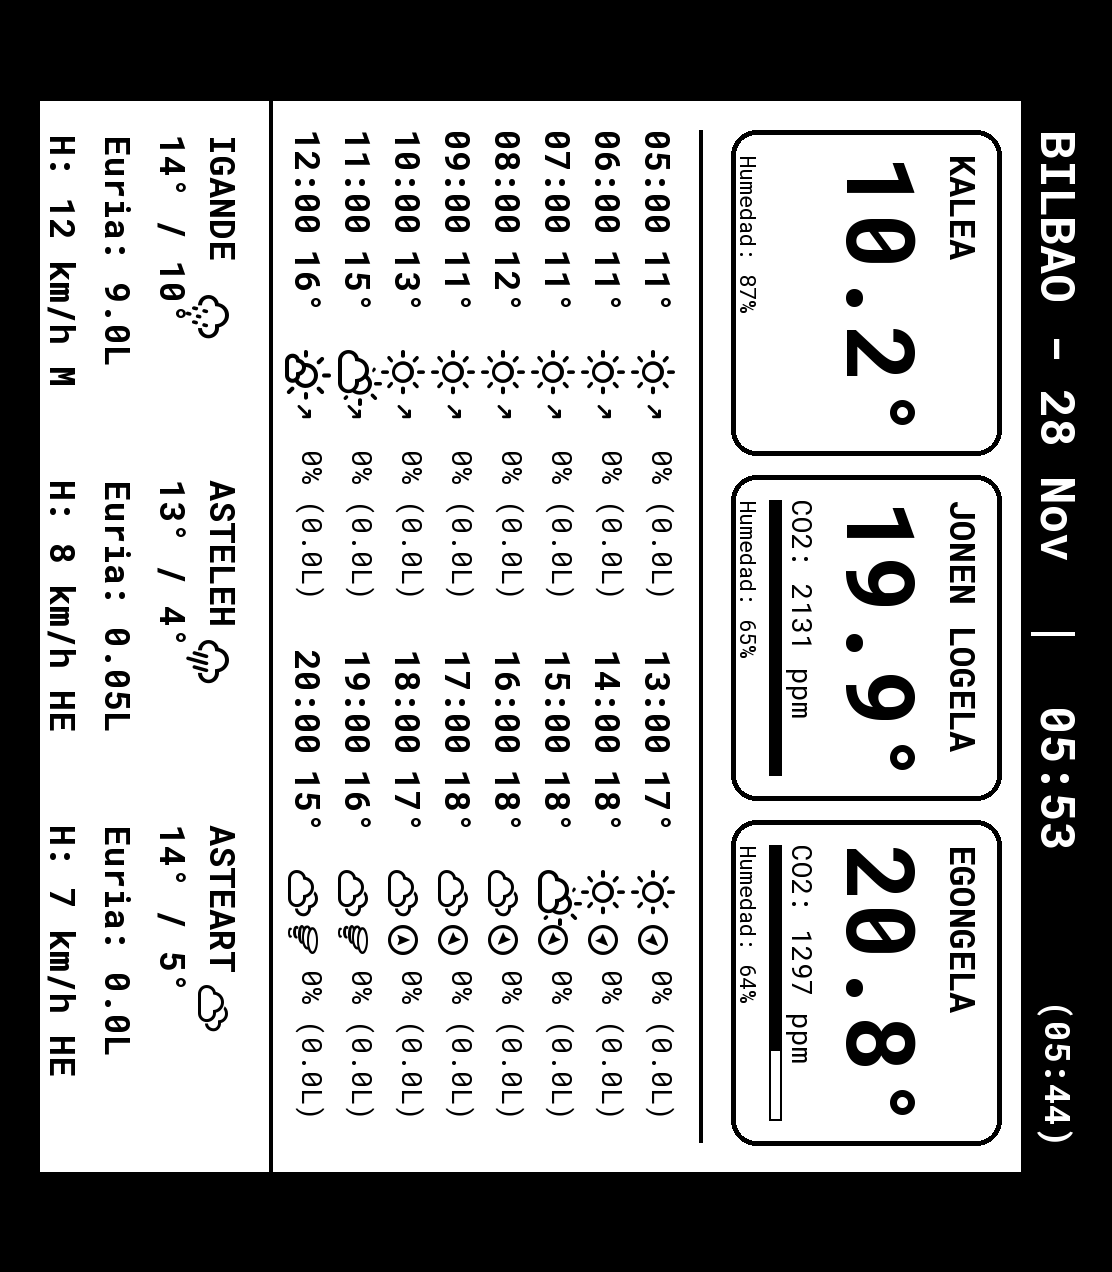 BILBAO - 28 Nov | 05:53 (05:44)
KALEA
10.2°
Humedad: 87%
JONEN LOGELA
19.9°
CO2: 2131 ppm
Humedad: 65%
EGONGELA
20.8°
CO2: 1297 ppm
Humedad: 64%
05:00 11° 0% (0.0L)
06:00 11° 0% (0.0L)
07:00 11° 0% (0.0L)
08:00 12° 0% (0.0L)
09:00 11° 0% (0.0L)
10:00 13° 0% (0.0L)
11:00 15° 0% (0.0L)
12:00 16° 0% (0.0L)
13:00 17° 0% (0.0L)
14:00 18° 0% (0.0L)
15:00 18° 0% (0.0L)
16:00 18° 0% (0.0L)
17:00 18° 0% (0.0L)
18:00 17° 0% (0.0L)
19:00 16° 0% (0.0L)
20:00 15° 0% (0.0L)
IGANDE
14° / 10°
Euria: 9.0L
H: 12 km/h M
ASTELEH
13° / 4°
Euria: 0.05L
H: 8 km/h HE
ASTEART
14° / 5°
Euria: 0.0L
H: 7 km/h HE